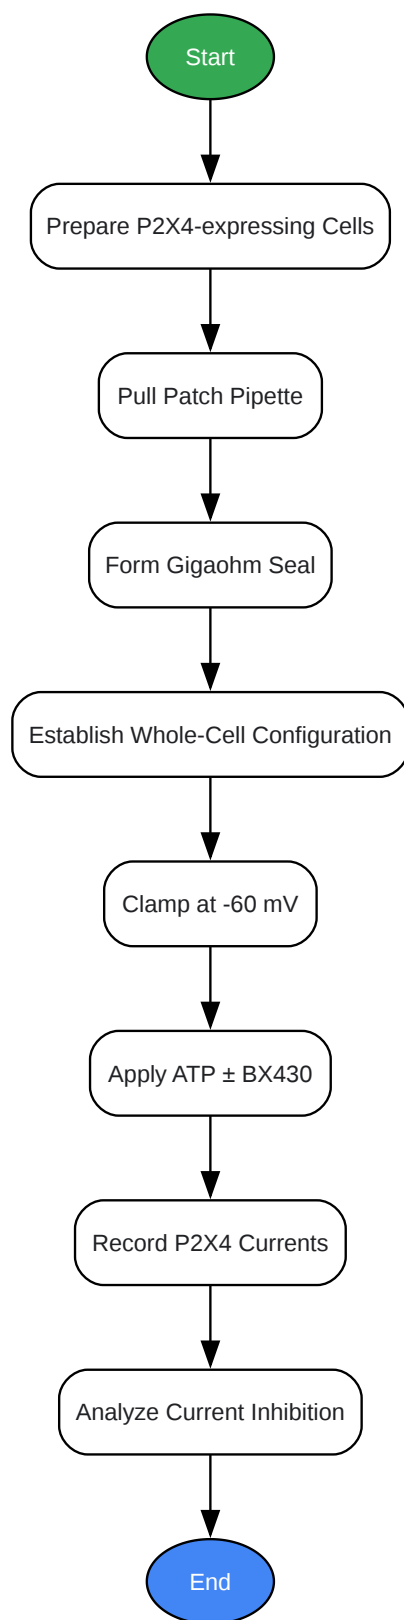 Start
Prepare P2X4-expressing Cells
Pull Patch Pipette
Form Gigaohm Seal
Establish Whole-Cell Configuration
Clamp at -60 mV
Apply ATP ± BX430
Record P2X4 Currents
Analyze Current Inhibition
End